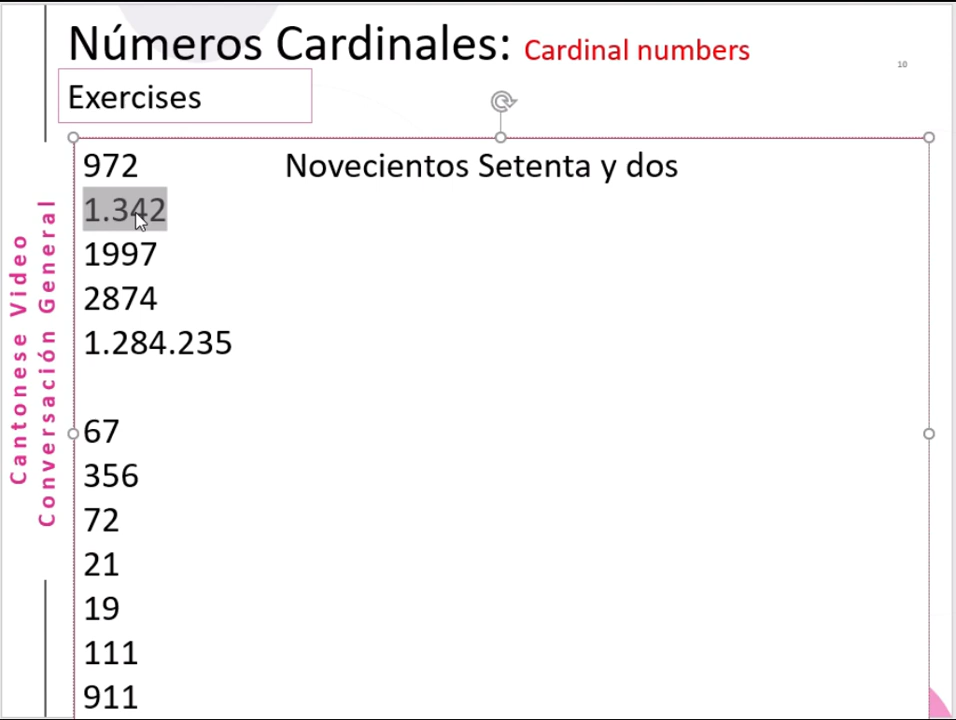 Números Cardinales: Cardinal numbers
10
Exercises
972 Novecientos Setenta y dos
1.342
1997
2874
1.284.235
67
356
72
21
19
111
911
Cantonese Video
Conversación General